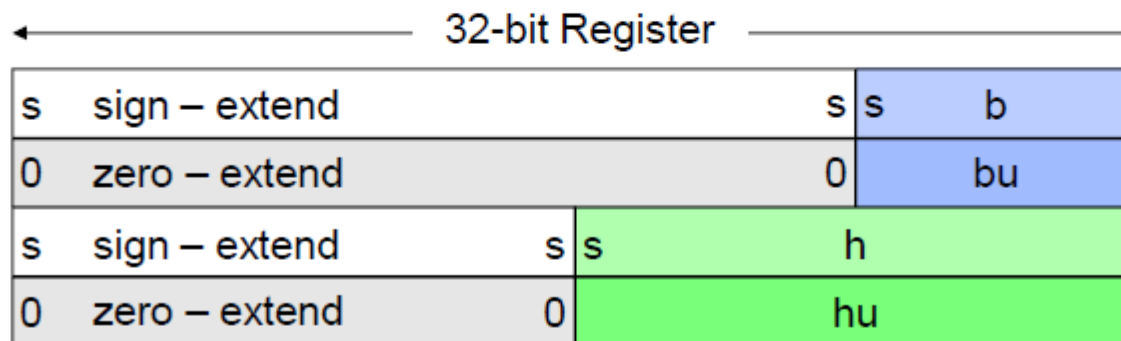 32-bit Register
s sign – extend s s b
0 zero – extend 0 bu
s sign – extend s s h
0 zero – extend 0 hu